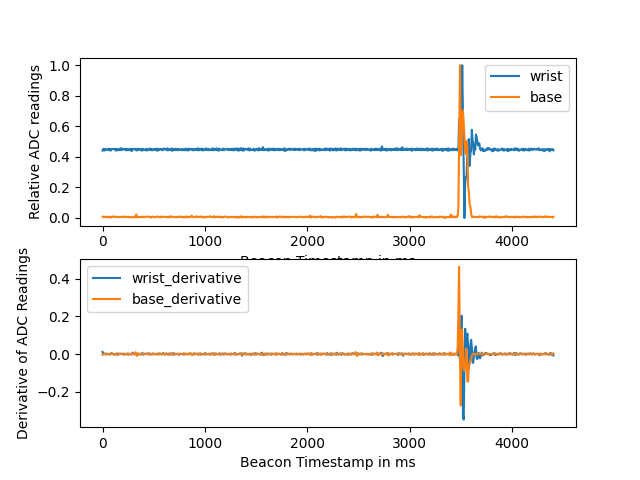 Relative ADC readings
1.0
0.8
0.6
0.4
0.2
0.0
wrist
base
0
1000
2000
3000
4000
Beacon Timestamp in ms
Derivative of ADC Readings
0.4
0.2
0.0
−0.2
wrist_derivative
base_derivative
0
1000
2000
3000
4000
Beacon Timestamp in ms